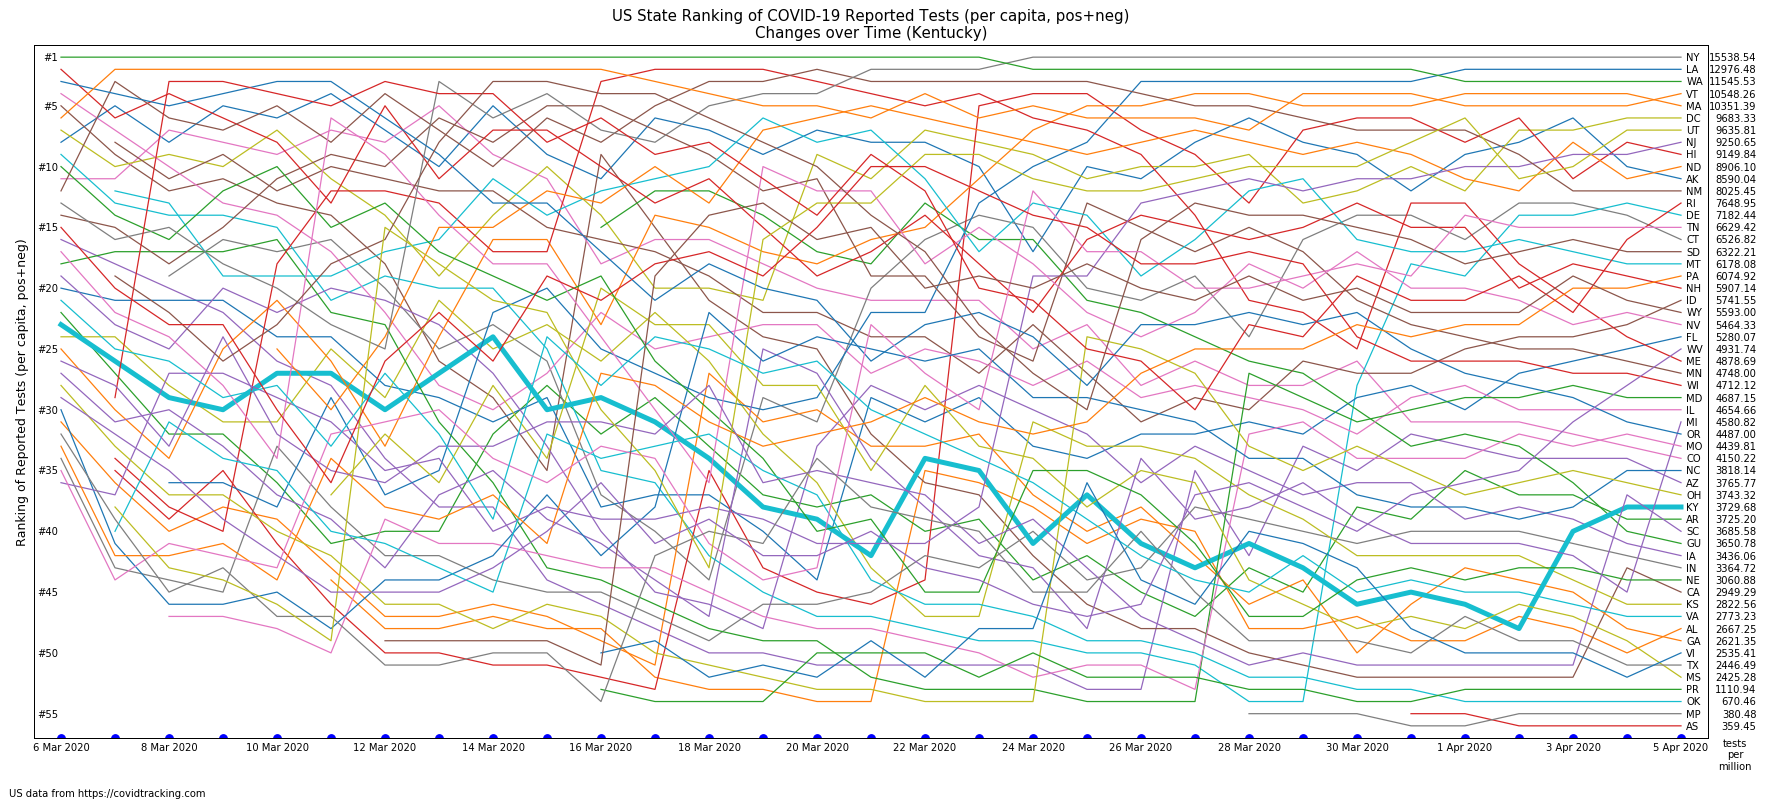 US State Ranking of COVID-19 Reported Tests (per capita, pos+neg)
Changes over Time (Kentucky)
Ranking of Reported Tests (per capita, pos+neg)
#1
#5
#10
#15
#20
#25
#30
#35
#40
#45
#50
#55
NY 15538.54
LA 12976.48
WA 11545.53
VT 10548.26
MA 10351.39
DC 9683.33
UT 9635.81
NJ 9250.65
HI 9149.84
ND 8906.10
AK 8590.04
NM 8025.45
RI 7648.95
DE 7182.44
TN 6629.42
CT 6526.82
SD 6322.21
MT 6178.08
PA 6074.92
NH 5907.14
ID 5741.55
WY 5593.00
NV 5464.33
FL 5280.07
WV 4931.74
ME 4878.69
MN 4748.00
WI 4712.12
MD 4687.15
IL 4654.66
MI 4580.82
OR 4487.00
MO 4439.81
CO 4150.22
NC 3818.14
AZ 3765.77
OH 3743.32
KY 3729.68
AR 3725.20
SC 3685.58
GU 3650.78
IA 3436.06
IN 3364.72
NE 3060.88
CA 2949.29
KS 2822.56
VA 2773.23
AL 2667.25
GA 2621.35
VI 2535.41
TX 2446.49
MS 2425.28
PR 1110.94
OK 670.46
MP 380.48
AS 359.45
6 Mar 2020 8 Mar 2020 10 Mar 2020 12 Mar 2020 14 Mar 2020 16 Mar 2020 18 Mar 2020 20 Mar 2020 22 Mar 2020 24 Mar 2020 26 Mar 2020 28 Mar 2020 30 Mar 2020 1 Apr 2020 3 Apr 2020 5 Apr 2020
tests
per
million
US data from https://covidtracking.com